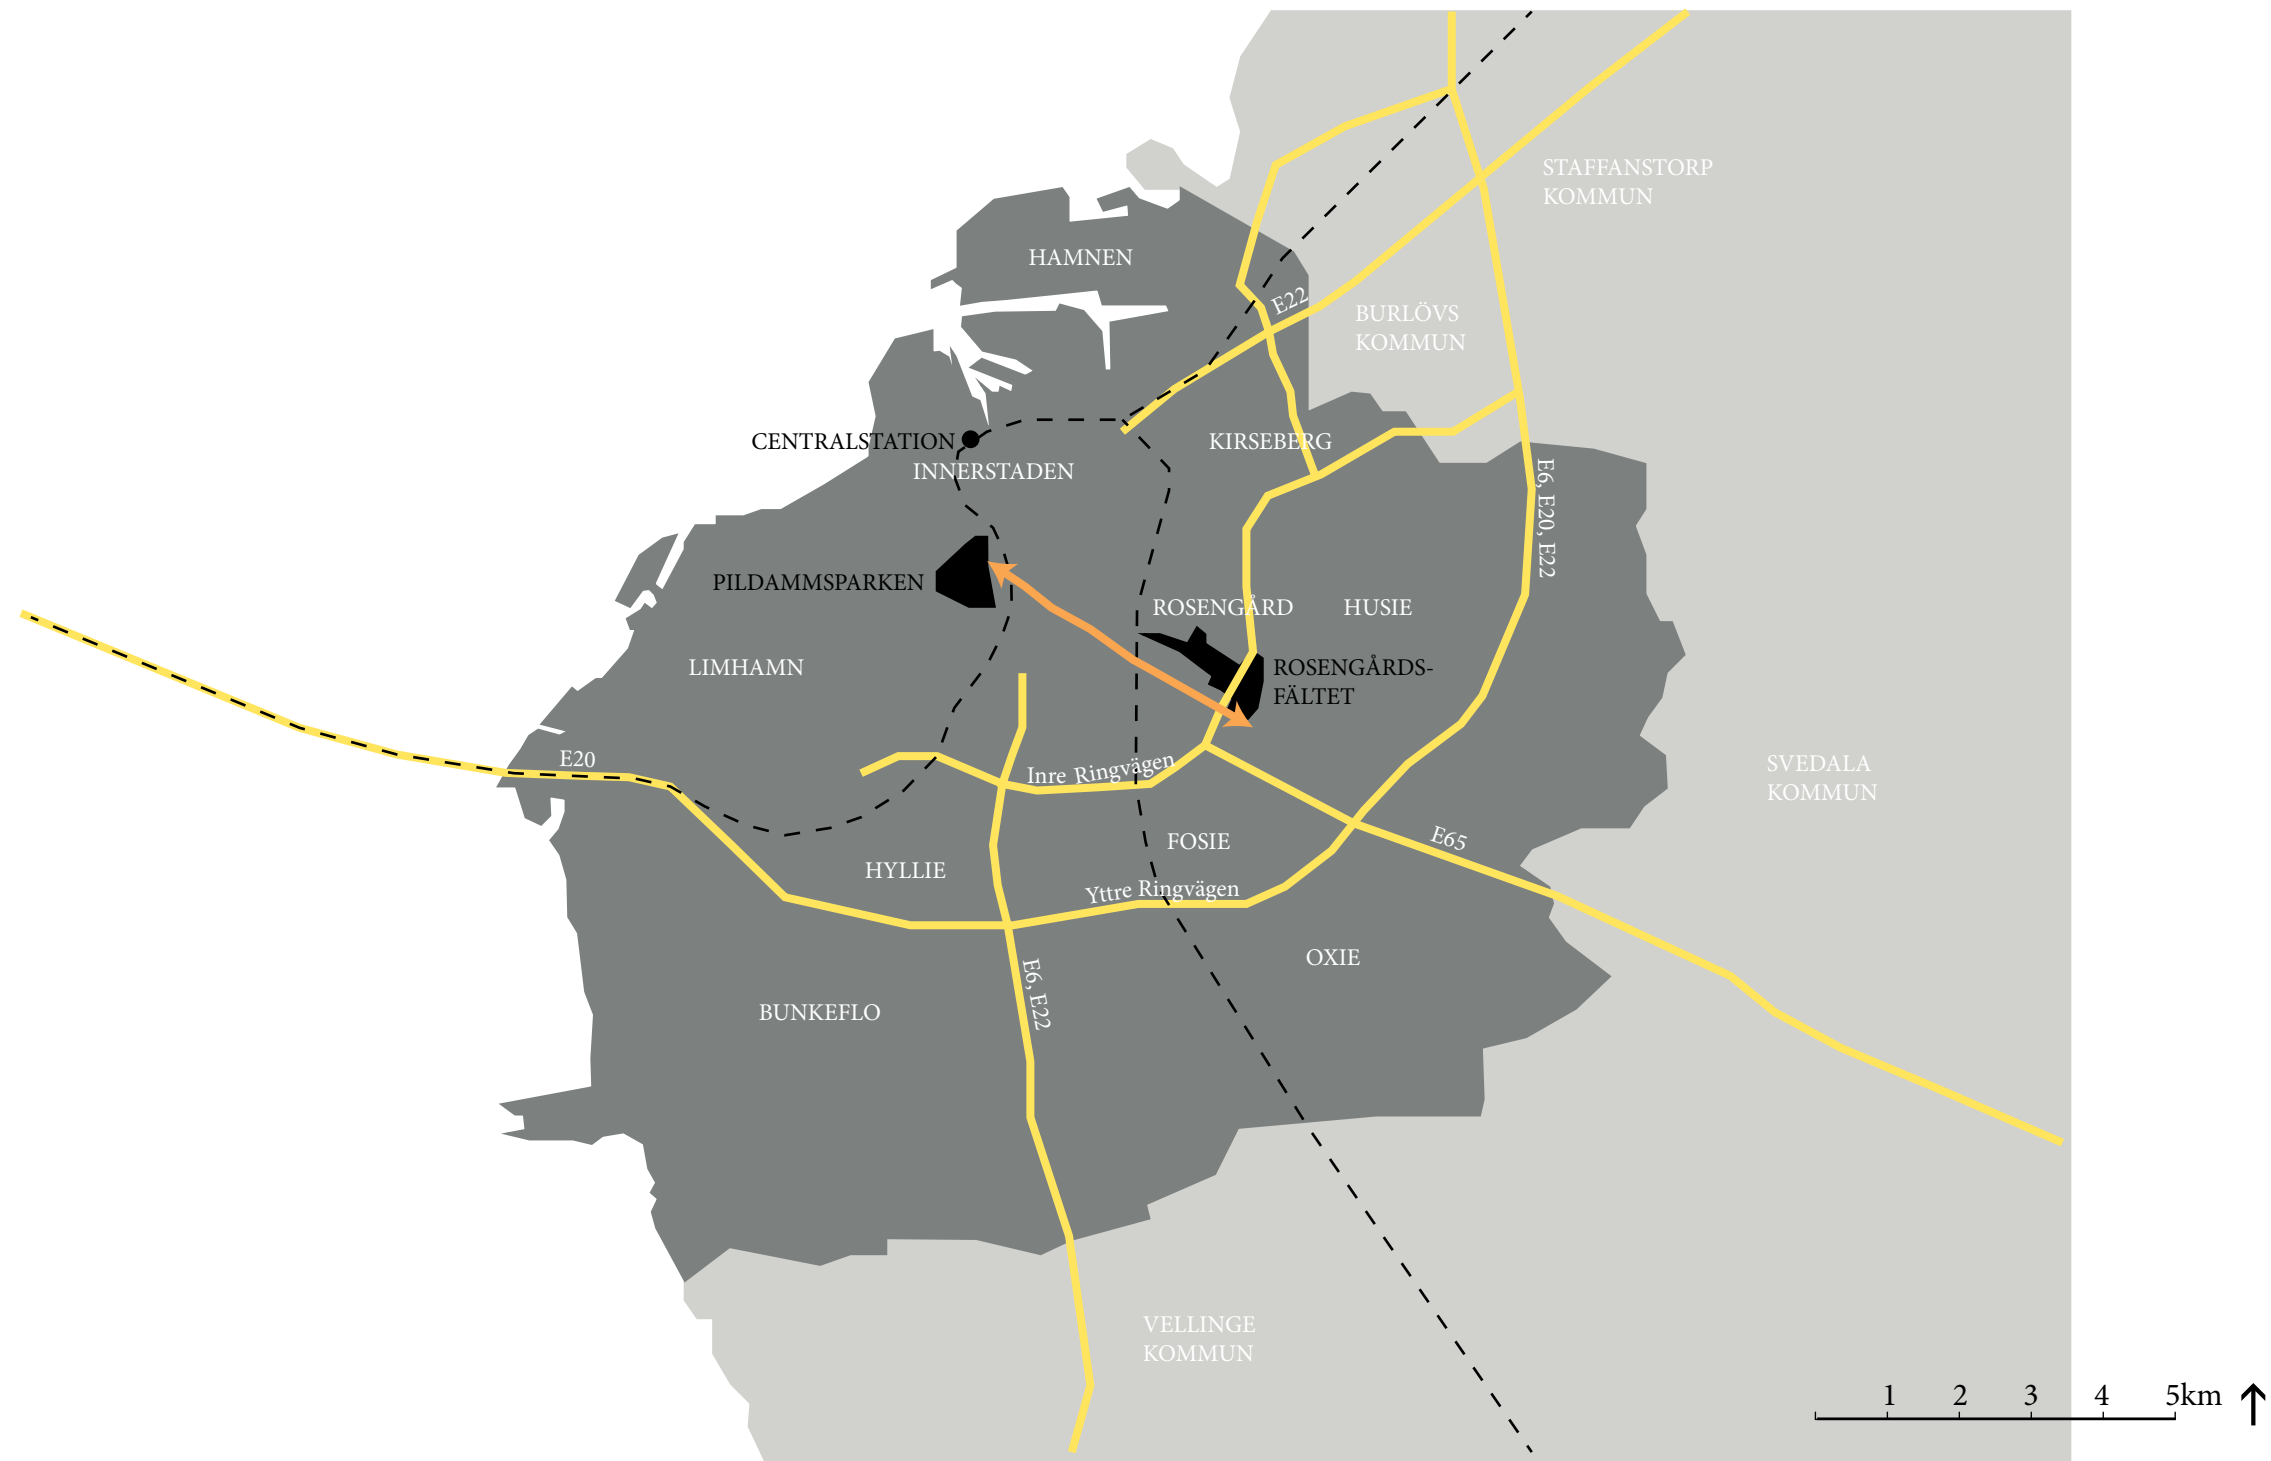 STAFFANSTORP
KOMMUN
HAMNEN
E22
BURLÖVS
KOMMUN
CENTRALSTATION
KIRSEBERG
INNERSTADEN
E6, E20, E22
PILDAMMSPARKEN
ROSENGÅRD
HUSIE
LIMHAMN
ROSENGÅRDS-
FÄLTET
E20
Inre Ringvägen
SVEDALA
KOMMUN
FOSIE
E65
HYLLIE
Yttre Ringvägen
OXIE
E6, E22
BUNKEFLO
VELLINGE
KOMMUN
1 2 3 4 5km